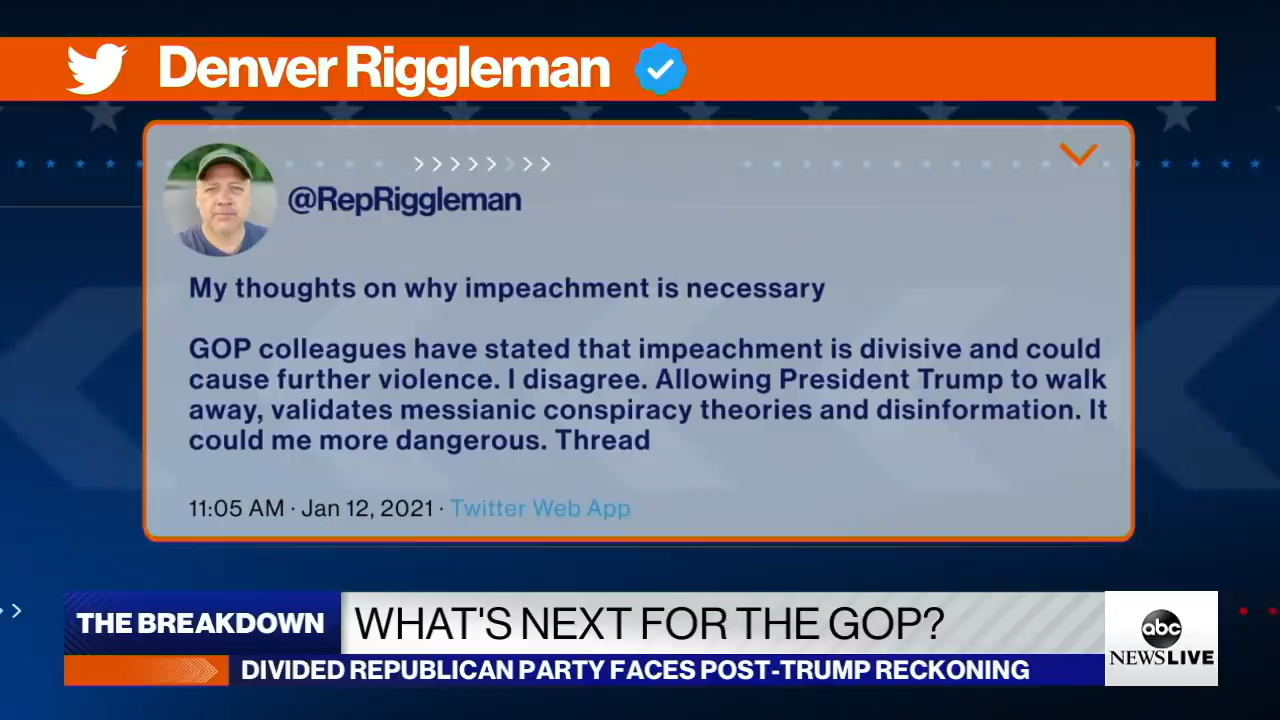 Denver Riggleman
@RepRiggleman
My thoughts on why impeachment is necessary
GOP colleagues have stated that impeachment is divisive and could
cause further violence. I disagree. Allowing President Trump to walk
away, validates messianic conspiracy theories and disinformation. It
could me more dangerous. Thread
11:05 AM · Jan 12, 2021 · Twitter Web App
THE BREAKDOWN
WHAT'S NEXT FOR THE GOP?
DIVIDED REPUBLICAN PARTY FACES POST-TRUMP RECKONING
abc
NEWSLIVE